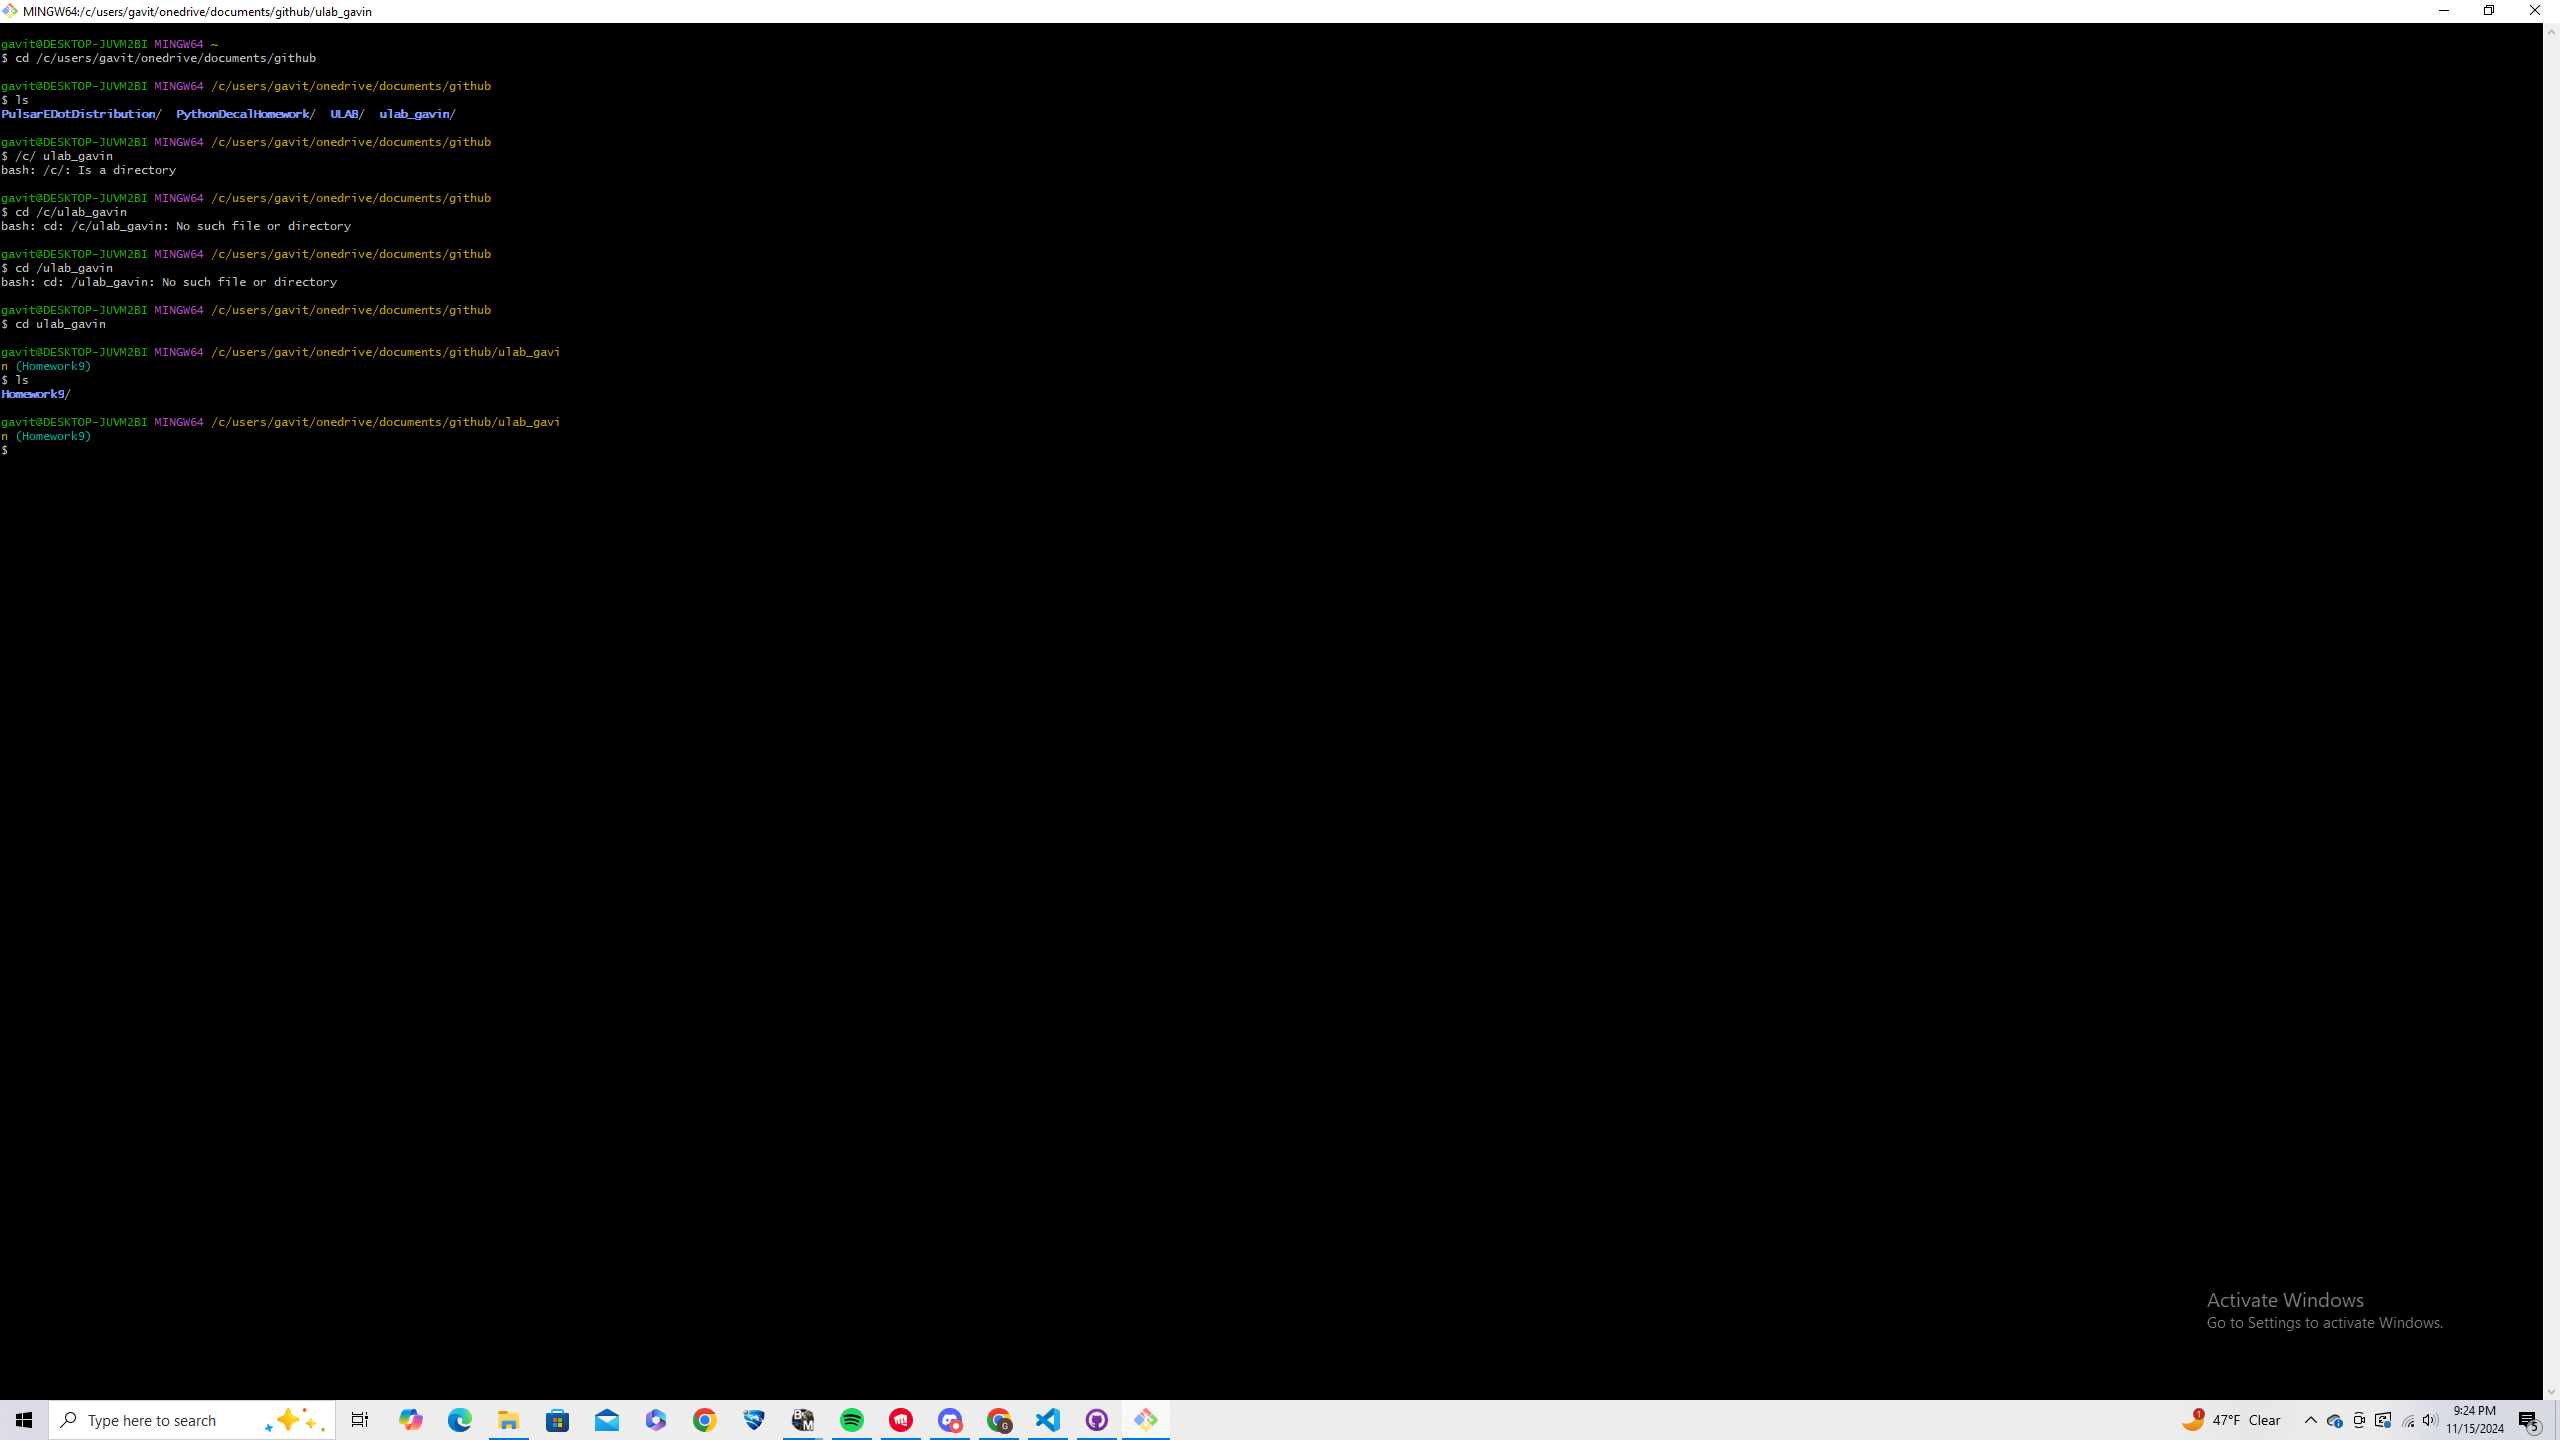 MINGW64:/c/users/gavit/onedrive/documents/github/ulab_gavin
gavit@DESKTOP-JUVM2BI MINGW64 ~
$ cd /c/users/gavit/onedrive/documents/github
gavit@DESKTOP-JUVM2BI MINGW64 /c/users/gavit/onedrive/documents/github
$ ls
PulsarEDotDistribution/  PythonDecalHomework/  ULAB/  ulab_gavin/
gavit@DESKTOP-JUVM2BI MINGW64 /c/users/gavit/onedrive/documents/github
$ /c/ ulab_gavin
bash: /c/: Is a directory
gavit@DESKTOP-JUVM2BI MINGW64 /c/users/gavit/onedrive/documents/github
$ cd /c/ulab_gavin
bash: cd: /c/ulab_gavin: No such file or directory
gavit@DESKTOP-JUVM2BI MINGW64 /c/users/gavit/onedrive/documents/github
$ cd /ulab_gavin
bash: cd: /ulab_gavin: No such file or directory
gavit@DESKTOP-JUVM2BI MINGW64 /c/users/gavit/onedrive/documents/github
$ cd ulab_gavin
gavit@DESKTOP-JUVM2BI MINGW64 /c/users/gavit/onedrive/documents/github/ulab_gavi
n (Homework9)
$ ls
Homework9/
gavit@DESKTOP-JUVM2BI MINGW64 /c/users/gavit/onedrive/documents/github/ulab_gavi
n (Homework9)
$
Activate Windows
Go to Settings to activate Windows.
Type here to search
B
M
G
1
47°F Clear
9:24 PM
11/15/2024
5